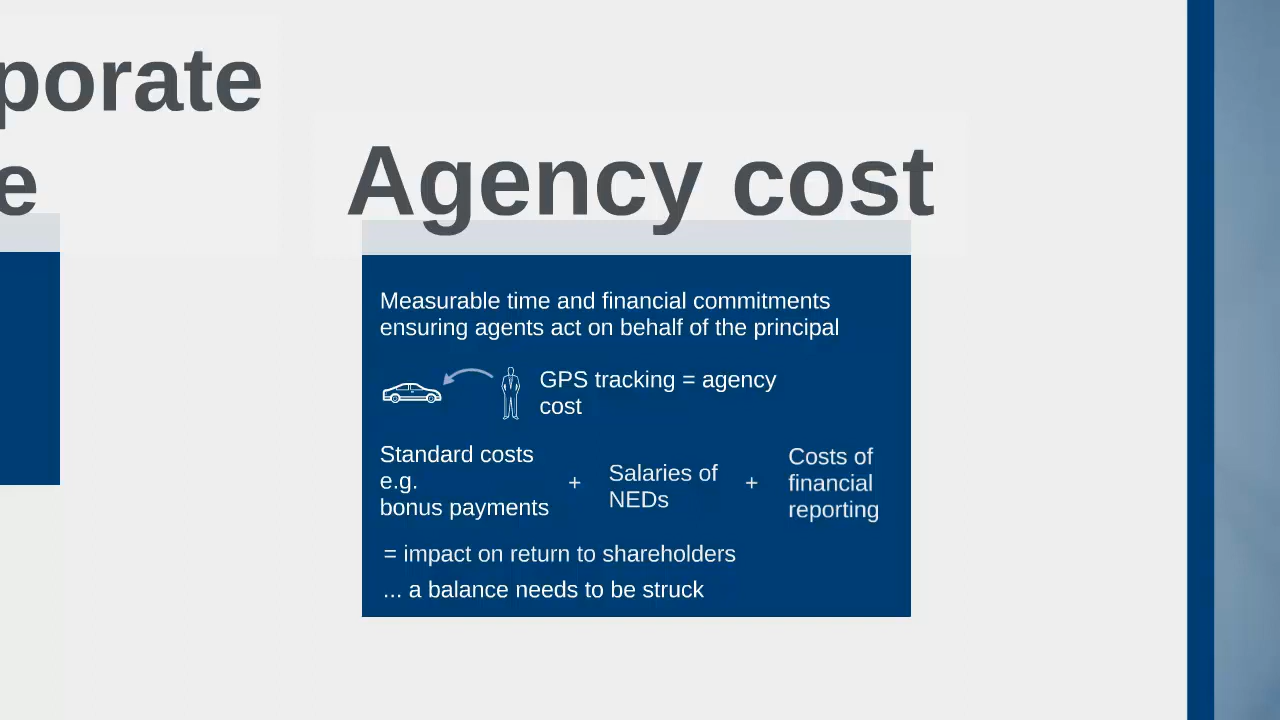 porate
e
Agency cost
Measurable time and financial commitments
ensuring agents act on behalf of the principal
GPS tracking = agency
cost
Standard costs
e.g.
bonus payments
+
Salaries of
NEDs
+
Costs of
financial
reporting
= impact on return to shareholders
... a balance needs to be struck